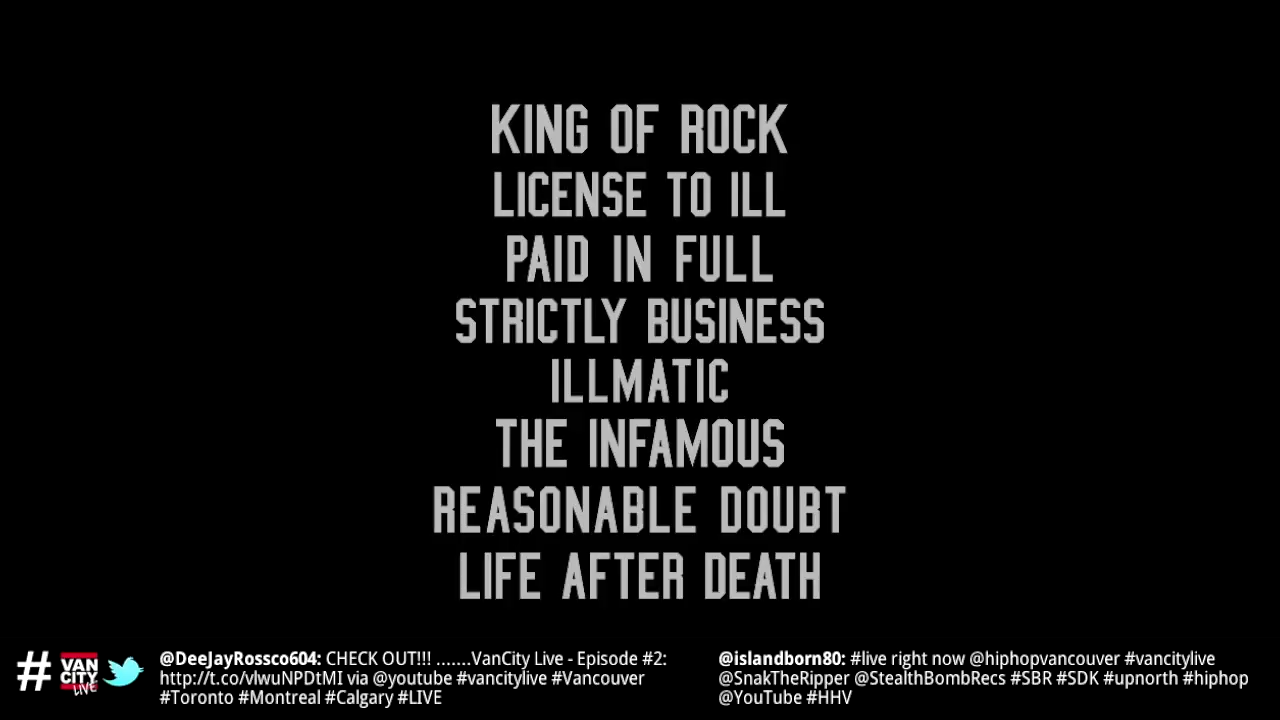 KING OF ROCK
LICENSE TO ILL
PAID IN FULL
STRICTLY BUSINESS
ILLMATIC
THE INFAMOUS
REASONABLE DOUBT
LIFE AFTER DEATH
# VAN CITY LIVE
@DeeJayRossco604: CHECK OUT!!! .......VanCity Live - Episode #2:
http://t.co/vlwuNPDtMI via @youtube #vancitylive #Vancouver
#Toronto #Montreal #Calgary #LIVE
@islandborn80: #live right now @hiphopvancouver #vancitylive
@SnakTheRipper @StealthBombRecs #SBR #SDK #upnorth #hiphop
@YouTube #HHV